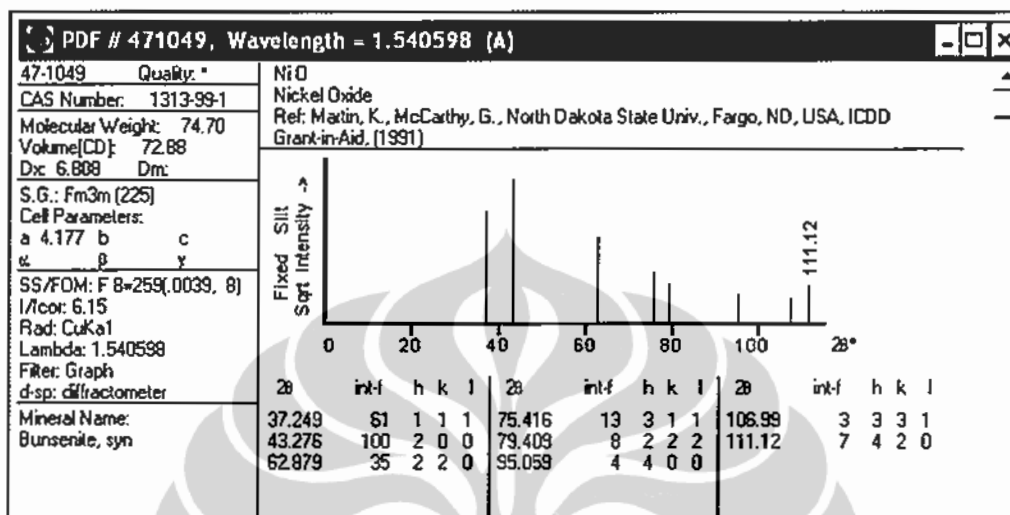 PDF # 471049, Wavelength = 1.540598 (A)
47-1049 Quality: *
CAS Number: 1313-99-1
Molecular Weight: 74.70
Volume[CD]: 72.88
Dx: 6.808 Dm:
S.G.: Fm3m (225)
Cell Parameters:
a 4.177 b c
α β γ
SS/FOM: F 8=259(.0039, 8)
I/Icor: 6.15
Rad: CuKa1
Lambda: 1.540598
Filter: Graph
d-sp: diffractometer
Mineral Name:
Bunsenite, syn
NiO
Nickel Oxide
Ref: Martin, K., McCarthy, G., North Dakota State Univ., Fargo, ND, USA, ICDD
Grant-in-Aid, (1991)
Fixed Slit
Sqrt Intensity ->
111.12
0 20 40 60 80 100 2θ°
2θ int-f h k l 2θ int-f h k l 2θ int-f h k l
37.249 61 1 1 1 75.416 13 3 1 1 106.99 3 3 3 1
43.276 100 2 0 0 79.409 8 2 2 2 111.12 7 4 2 0
62.879 35 2 2 0 95.059 4 4 0 0